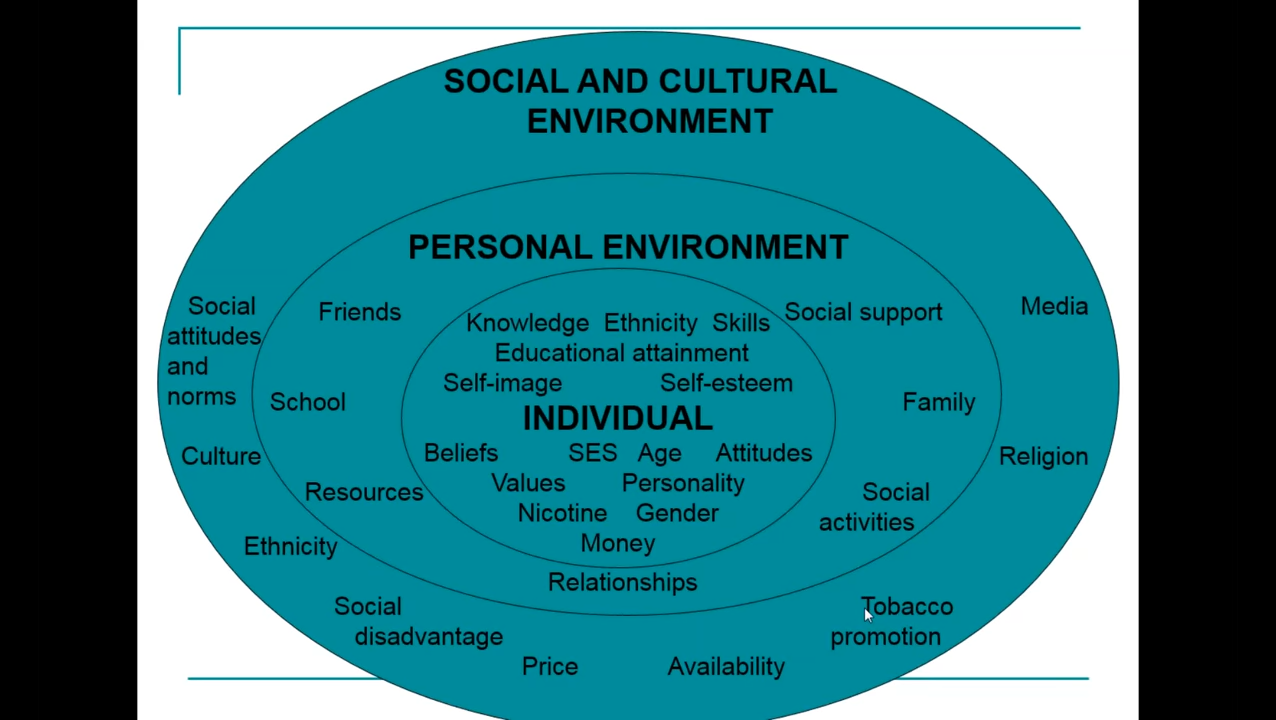 SOCIAL AND CULTURAL
ENVIRONMENT
PERSONAL ENVIRONMENT
Social
attitudes
and
norms
Friends
Knowledge Ethnicity Skills
Social support
Media
Educational attainment
Self-image Self-esteem
School
INDIVIDUAL
Family
Culture
Beliefs SES Age Attitudes
Religion
Values Personality
Resources
Social
activities
Nicotine Gender
Ethnicity
Money
Relationships
Social
disadvantage
Tobacco
promotion
Price
Availability